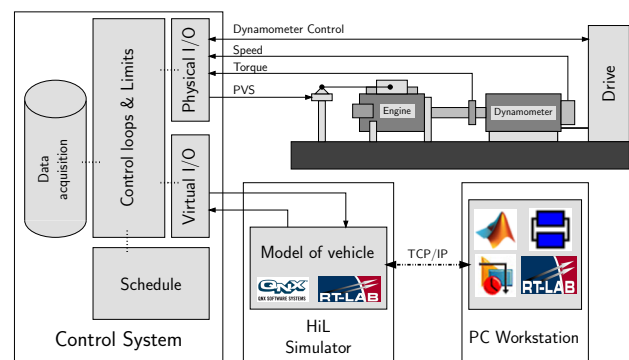 Data
acquisition
Control loops & Limits
Physical I/O
Virtual I/O
Schedule
Control System
Dynamometer Control
Speed
Torque
PVS
Engine
Dynamometer
Drive
Model of vehicle
QNX
QNX SOFTWARE SYSTEMS
RT-LAB
HiL
Simulator
TCP/IP
RT-LAB
PC Workstation